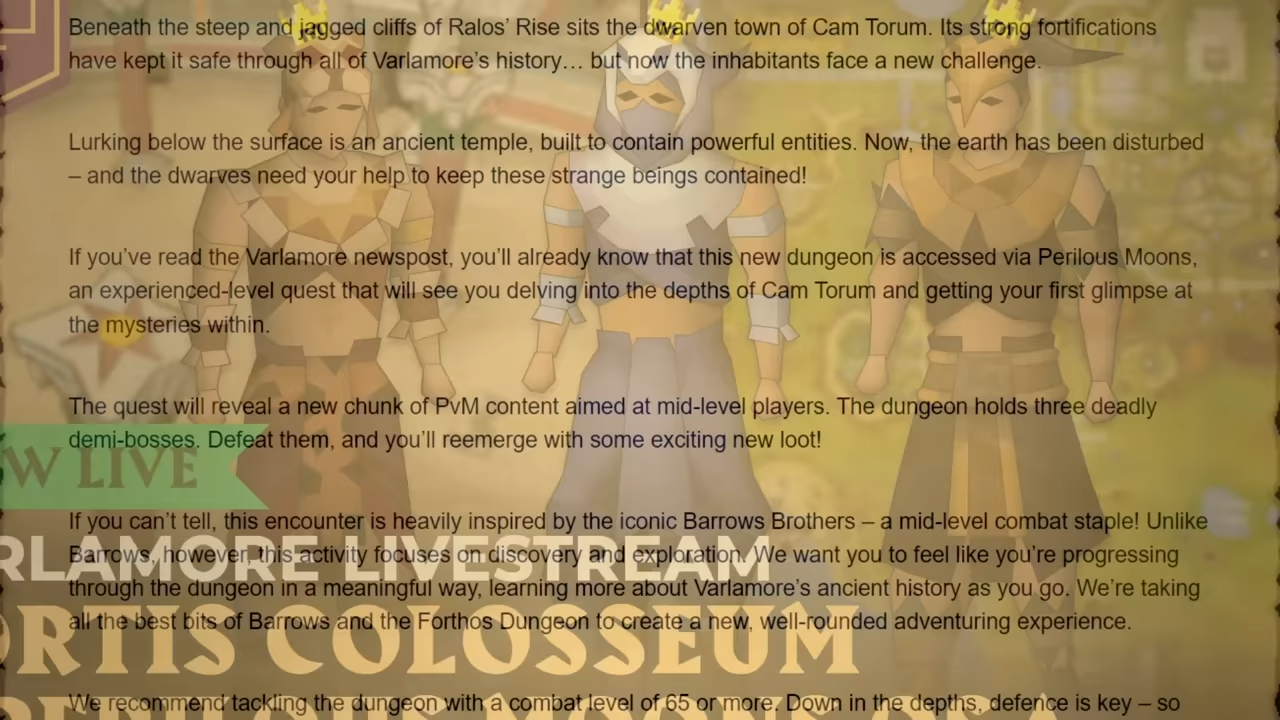 Beneath the steep and jagged cliffs of Ralos’ Rise sits the dwarven town of Cam Torum. Its strong fortifications
have kept it safe through all of Varlamore’s history… but now the inhabitants face a new challenge.
Lurking below the surface is an ancient temple, built to contain powerful entities. Now, the earth has been disturbed
– and the dwarves need your help to keep these strange beings contained!
If you’ve read the Varlamore newspost, you’ll already know that this new dungeon is accessed via Perilous Moons,
an experienced-level quest that will see you delving into the depths of Cam Torum and getting your first glimpse at
the mysteries within.
The quest will reveal a new chunk of PvM content aimed at mid-level players. The dungeon holds three deadly
demi-bosses. Defeat them, and you’ll reemerge with some exciting new loot!
W LIVE
If you can’t tell, this encounter is heavily inspired by the iconic Barrows Brothers – a mid-level combat staple! Unlike
Barrows, however, this activity focuses on discovery and exploration. We want you to feel like you’re progressing
through the dungeon in a meaningful way, learning more about Varlamore’s ancient history as you go. We’re taking
all the best bits of Barrows and the Forthos Dungeon to create a new, well-rounded adventuring experience.
RLAMORE LIVESTREAM
ORTIS COLOSSEUM
We recommend tackling the dungeon with a combat level of 65 or more. Down in the depths, defence is key – so
PERILOUS MOONS Q&A